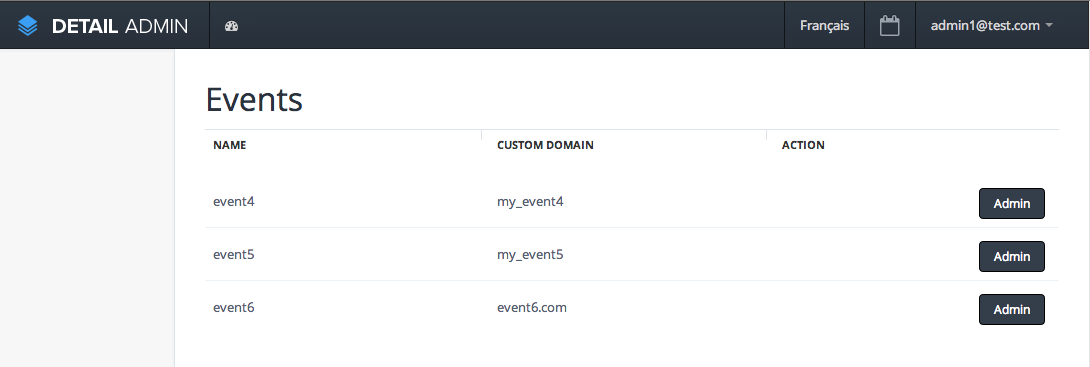 DETAIL ADMIN Français admin1@test.com
Events
NAME CUSTOM DOMAIN ACTION
event4 my_event4 Admin
event5 my_event5 Admin
event6 event6.com Admin